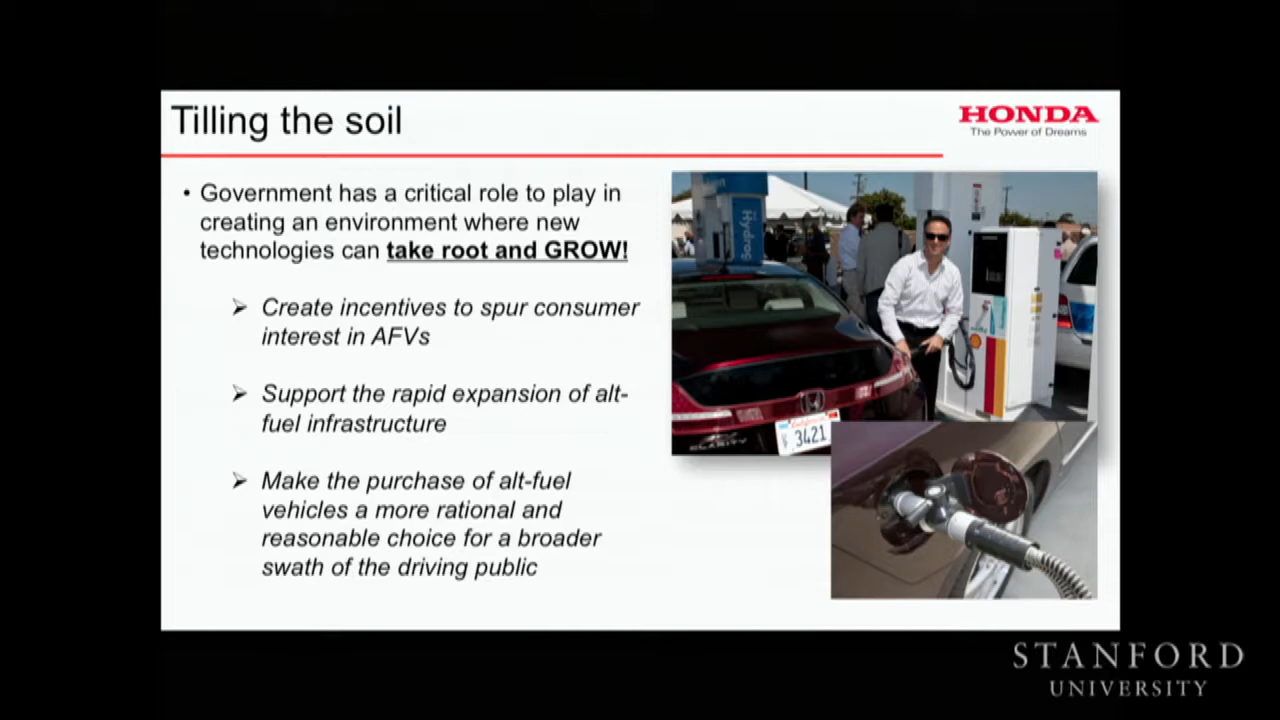 Tilling the soil
HONDA
The Power of Dreams
• Government has a critical role to play in
creating an environment where new
technologies can take root and GROW!
➢ Create incentives to spur consumer
interest in AFVs
➢ Support the rapid expansion of alt-
fuel infrastructure
➢ Make the purchase of alt-fuel
vehicles a more rational and
reasonable choice for a broader
swath of the driving public
Hydrog
CLARITY
California
3421
STANFORD
UNIVERSITY